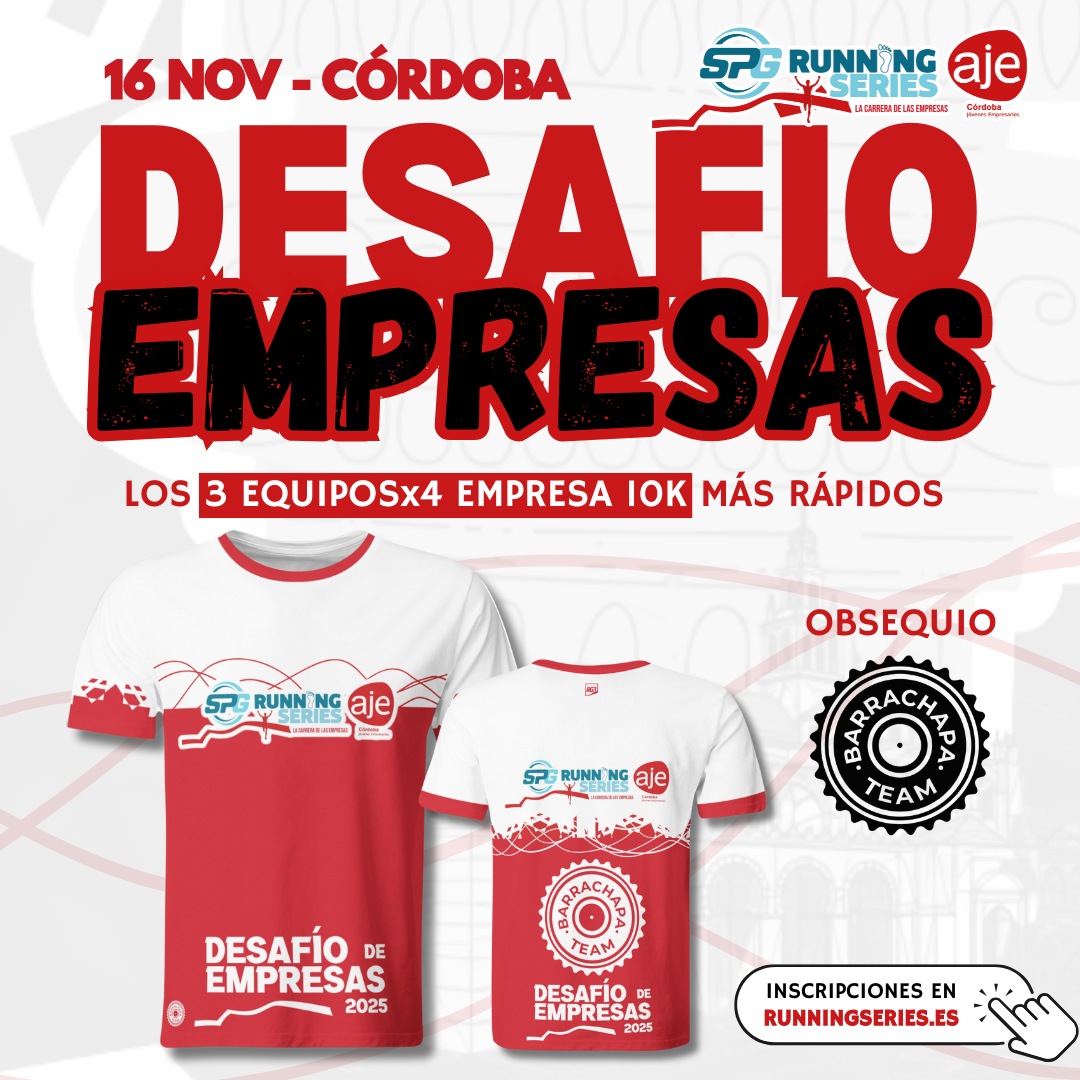 16 NOV - CÓRDOBA
SPG RUNNING SERIES
LA CARRERA DE LAS EMPRESAS
aje
Córdoba
Jóvenes Empresarios
DESAFÍO
EMPRESAS
LOS 3 EQUIPOSx4 EMPRESA 10K MÁS RÁPIDOS
SPG RUNNING SERIES
LA CARRERA DE LAS EMPRESAS
aje
Córdoba
Jóvenes Empresarios
DESAFÍO DE
EMPRESAS
2025
SPG RUNNING SERIES
LA CARRERA DE LAS EMPRESAS
aje
Córdoba
·BARRACHAPA·
TEAM
DESAFÍO DE
EMPRESAS
2025
OBSEQUIO
·BARRACHAPA·
TEAM
INSCRIPCIONES EN
RUNNINGSERIES.ES